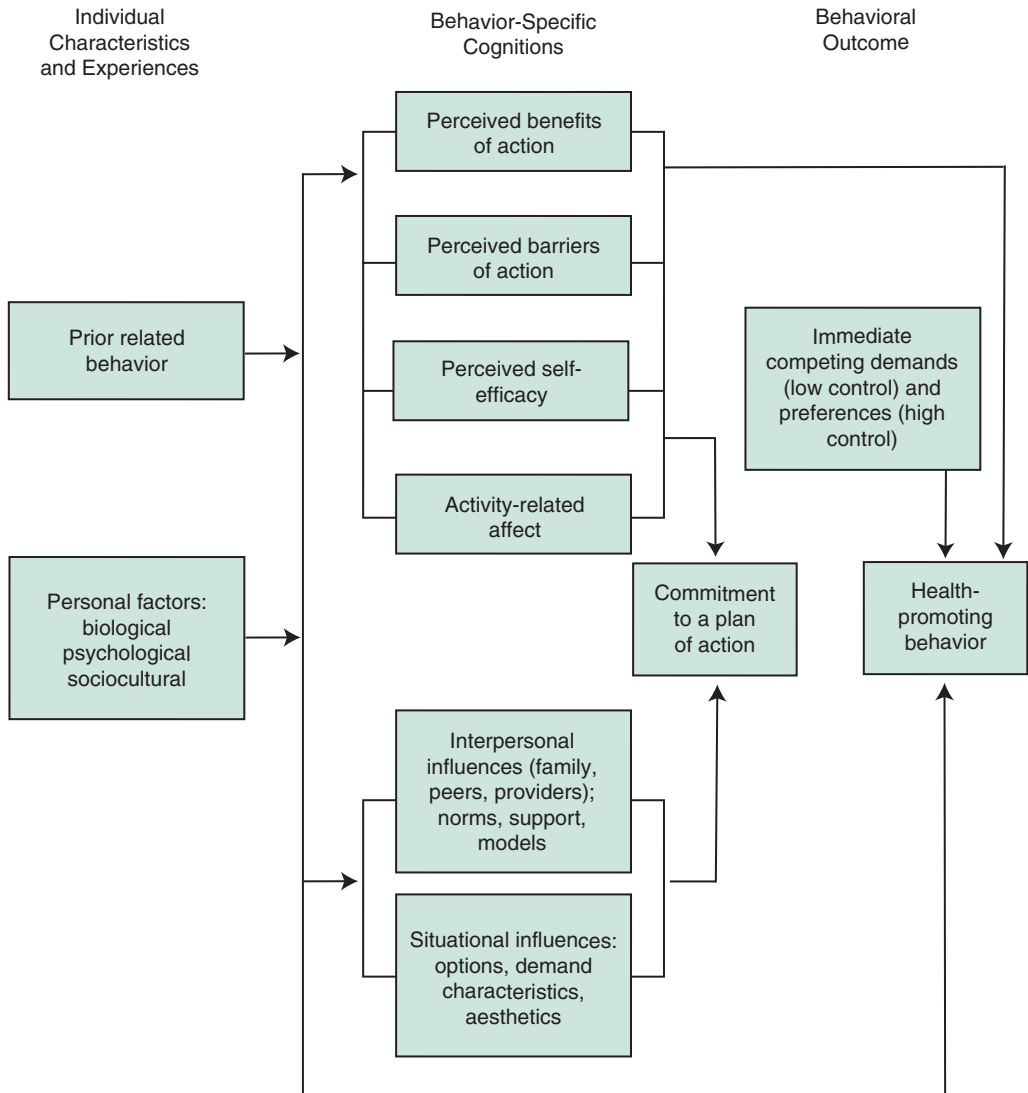 Individual
Characteristics
and Experiences
Behavior-Specific
Cognitions
Behavioral
Outcome
Perceived benefits
of action
Perceived barriers
of action
Prior related
behavior
Perceived self-
efficacy
Immediate
competing demands
(low control) and
preferences (high
control)
Activity-related
affect
Personal factors:
biological
psychological
sociocultural
Commitment
to a plan
of action
Health-
promoting
behavior
Interpersonal
influences (family,
peers, providers);
norms, support,
models
Situational influences:
options, demand
characteristics,
aesthetics